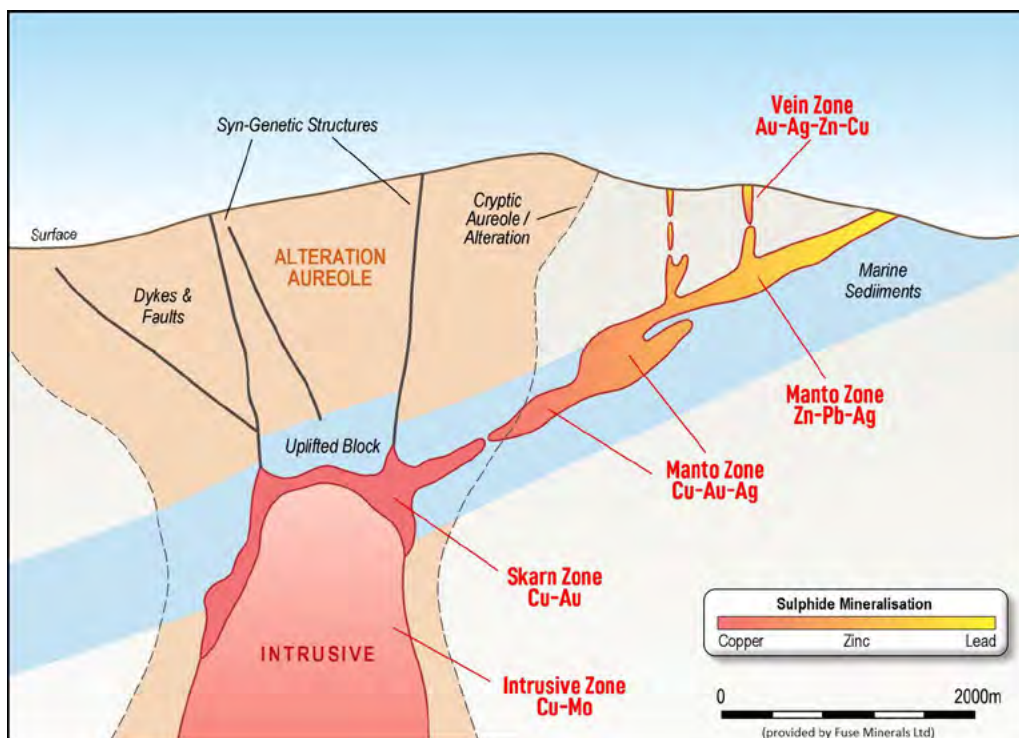 Vein Zone
Au-Ag-Zn-Cu
Syn-Genetic Structures
Cryptic
Aureole /
Alteration
Surface
ALTERATION
AUREOLE
Dykes &
Faults
Marine
Sediiments
Manto Zone
Zn-Pb-Ag
Uplifted Block
Manto Zone
Cu-Au-Ag
Skarn Zone
Cu-Au
INTRUSIVE
Intrusive Zone
Cu-Mo
Sulphide Mineralisation
Copper Zinc Lead
0 2000m
(provided by Fuse Minerals Ltd)